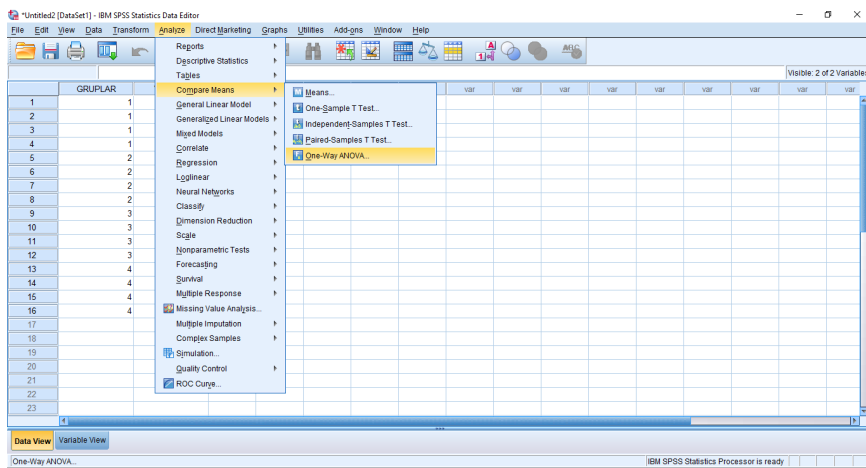 *Untitled2 [DataSet1] - IBM SPSS Statistics Data Editor
File Edit View Data Transform Analyze Direct Marketing Graphs Utilities Add-ons Window Help
Visible: 2 of 2 Variables
GRUPLAR var var var var var var var
1 1
2 1
3 1
4 1
5 2
6 2
7 2
8 2
9 3
10 3
11 3
12 3
13 4
14 4
15 4
16 4
17
18
19
20
21
22
23
Reports
Descriptive Statistics
Tables
Compare Means
General Linear Model
Generalized Linear Models
Mixed Models
Correlate
Regression
Loglinear
Neural Networks
Classify
Dimension Reduction
Scale
Nonparametric Tests
Forecasting
Survival
Multiple Response
Missing Value Analysis...
Multiple Imputation
Complex Samples
Simulation...
Quality Control
ROC Curve...
Means...
One-Sample T Test...
Independent-Samples T Test...
Paired-Samples T Test...
One-Way ANOVA...
Data View Variable View
One-Way ANOVA...
IBM SPSS Statistics Processor is ready